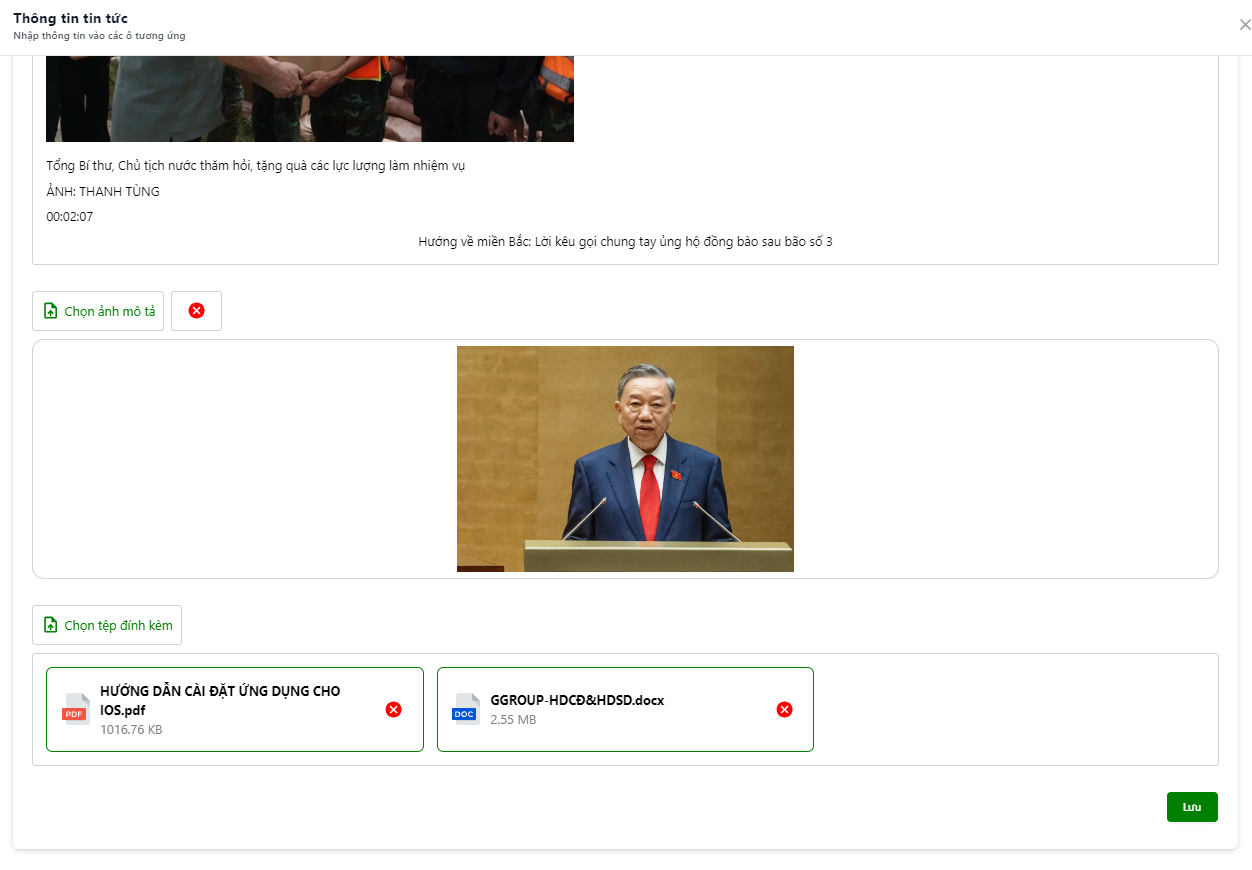 Thông tin tin tức
Nhập thông tin vào các ô tương ứng
Tổng Bí thư, Chủ tịch nước thăm hỏi, tặng quà các lực lượng làm nhiệm vụ
ẢNH: THANH TÙNG
00:02:07
Hướng về miền Bắc: Lời kêu gọi chung tay ủng hộ đồng bào sau bão số 3
Chọn ảnh mô tả
Chọn tệp đính kèm
PDF
HƯỚNG DẪN CÀI ĐẶT ỨNG DỤNG CHO
IOS.pdf
1016.76 KB
DOC
GGROUP-HDCĐ&HDSD.docx
2.55 MB
Lưu